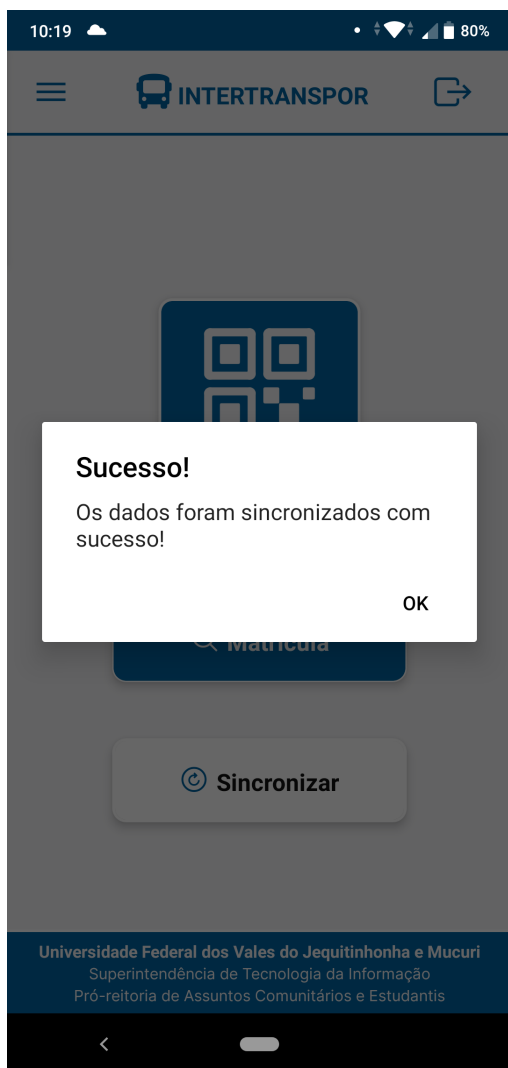 10:19
80%
INTERTRANSPOR
Sucesso!
Os dados foram sincronizados com
sucesso!
OK
Matrícula
Sincronizar
Universidade Federal dos Vales do Jequitinhonha e Mucuri
Superintendência de Tecnologia da Informação
Pró-reitoria de Assuntos Comunitários e Estudantis